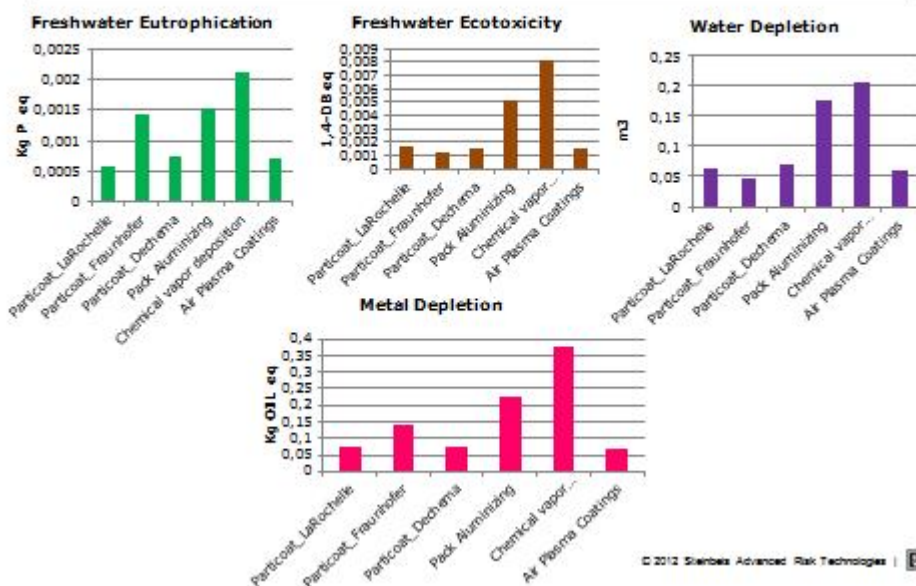 Freshwater Eutrophication
Kg P eq
0,0025
0,002
0,0015
0,001
0,0005
0
Particoat_LaRochelle
Particoat_Fraunhofer
Particoat_Dechema
Pack Aluminizing
Chemical vapor deposition
Air Plasma Coatings
Freshwater Ecotoxicity
1,4-DB eq
0,009
0,008
0,007
0,006
0,005
0,004
0,003
0,002
0,001
0
Particoat_LaRochelle
Particoat_Fraunhofer
Particoat_Dechema
Pack Aluminizing
Chemical vapor...
Air Plasma Coatings
Water Depletion
m3
0,25
0,2
0,15
0,1
0,05
0
Particoat_LaRochelle
Particoat_Fraunhofer
Particoat_Dechema
Pack Aluminizing
Chemical vapor...
Air Plasma Coatings
Metal Depletion
Kg OIL eq
0,4
0,35
0,3
0,25
0,2
0,15
0,1
0,05
0
Particoat_LaRochelle
Particoat_Fraunhofer
Particoat_Dechema
Pack Aluminizing
Chemical vapor...
Air Plasma Coatings
© 2012 Steinbeis Advanced Risk Technologies |